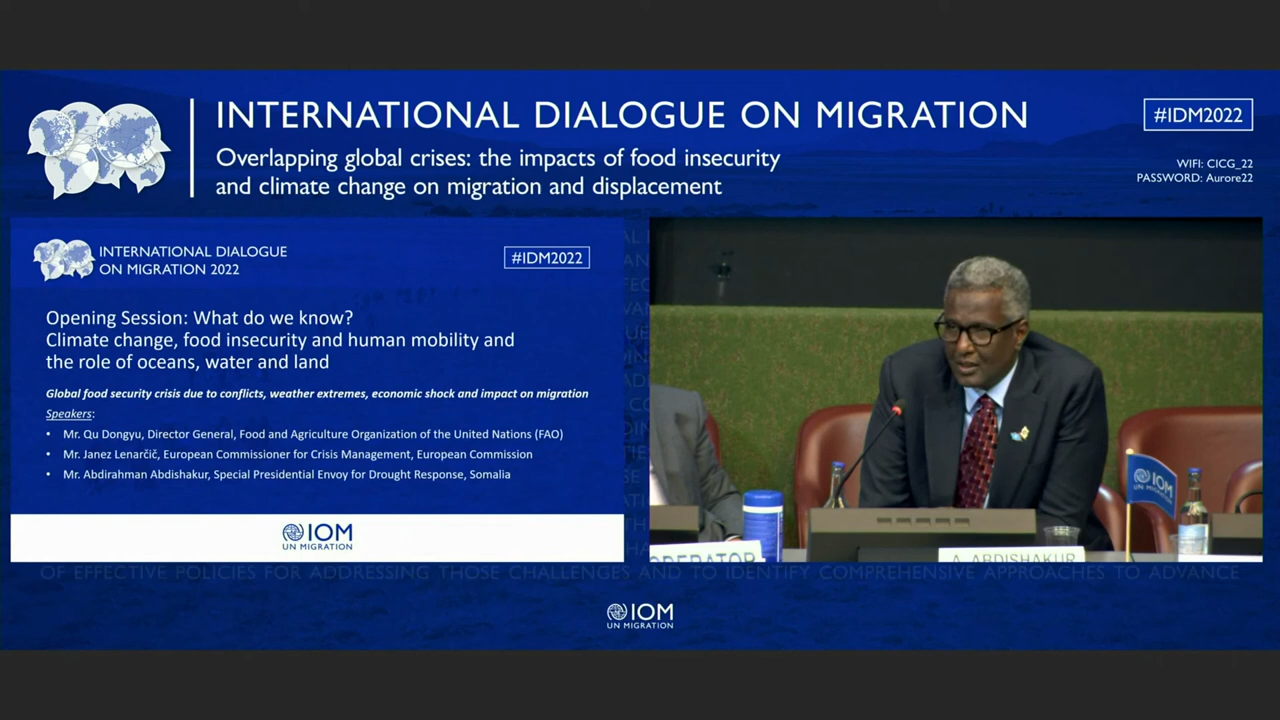 INTERNATIONAL DIALOGUE ON MIGRATION
Overlapping global crises: the impacts of food insecurity
and climate change on migration and displacement
#IDM2022
WIFI: CICG_22
PASSWORD: Aurore22
INTERNATIONAL DIALOGUE
ON MIGRATION 2022
#IDM2022
Opening Session: What do we know?
Climate change, food insecurity and human mobility and
the role of oceans, water and land
Global food security crisis due to conflicts, weather extremes, economic shock and impact on migration
Speakers:
• Mr. Qu Dongyu, Director General, Food and Agriculture Organization of the United Nations (FAO)
• Mr. Janez Lenarčič, European Commissioner for Crisis Management, European Commission
• Mr. Abdirahman Abdishakur, Special Presidential Envoy for Drought Response, Somalia
IOM
UN MIGRATION
IOM
UN MIGRATION
A. ABDISHAKUR
OF EFFECTIVE POLICIES FOR ADDRESSING THOSE CHALLENGES AND TO IDENTIFY COMPREHENSIVE APPROACHES TO ADVANCE
IOM
UN MIGRATION